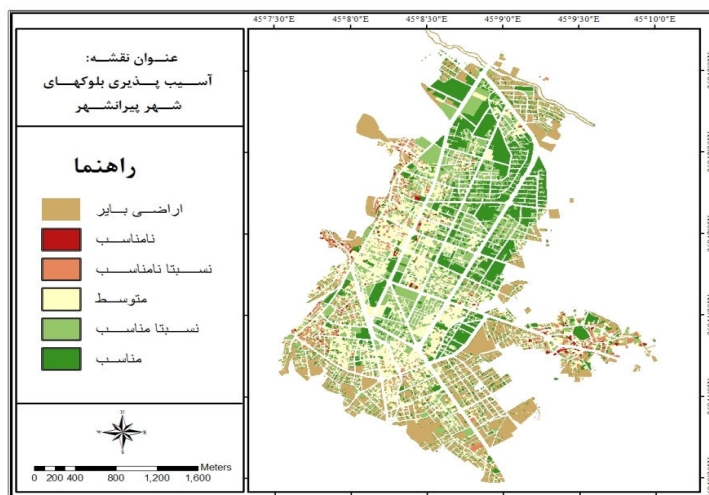 45°7'30"E
45°8'0"E
45°8'30"E
45°9'0"E
45°9'30"E
45°10'0"E
عنوان نقشه:
آسیب پذیری بلوکهای
شهر پیرانشهر
راهنما
اراضی بایر
نامناسب
نسبتا نامناسب
متوسط
نسبتا مناسب
مناسب
Meters
0 200 400 800 1,200 1,600